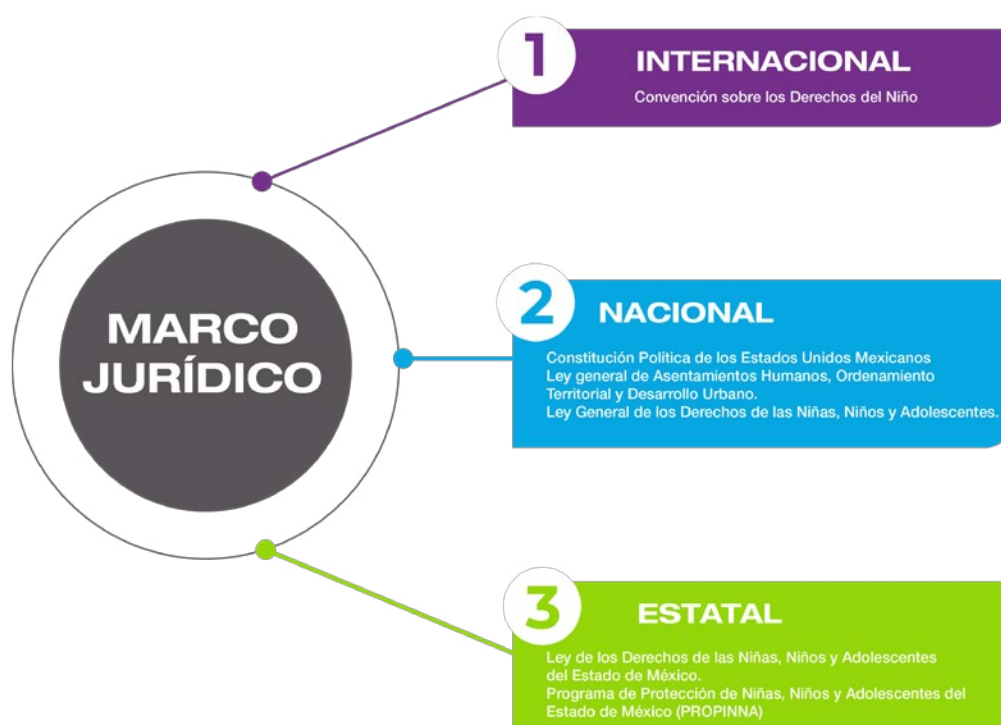 MARCO
JURÍDICO
1
INTERNACIONAL
Convención sobre los Derechos del Niño
2
NACIONAL
Constitución Política de los Estados Unidos Mexicanos
Ley general de Asentamientos Humanos, Ordenamiento
Territorial y Desarrollo Urbano.
Ley General de los Derechos de las Niñas, Niños y Adolescentes.
3
ESTATAL
Ley de los Derechos de las Niñas, Niños y Adolescentes
del Estado de México.
Programa de Protección de Niñas, Niños y Adolescentes del
Estado de México (PROPINNA)